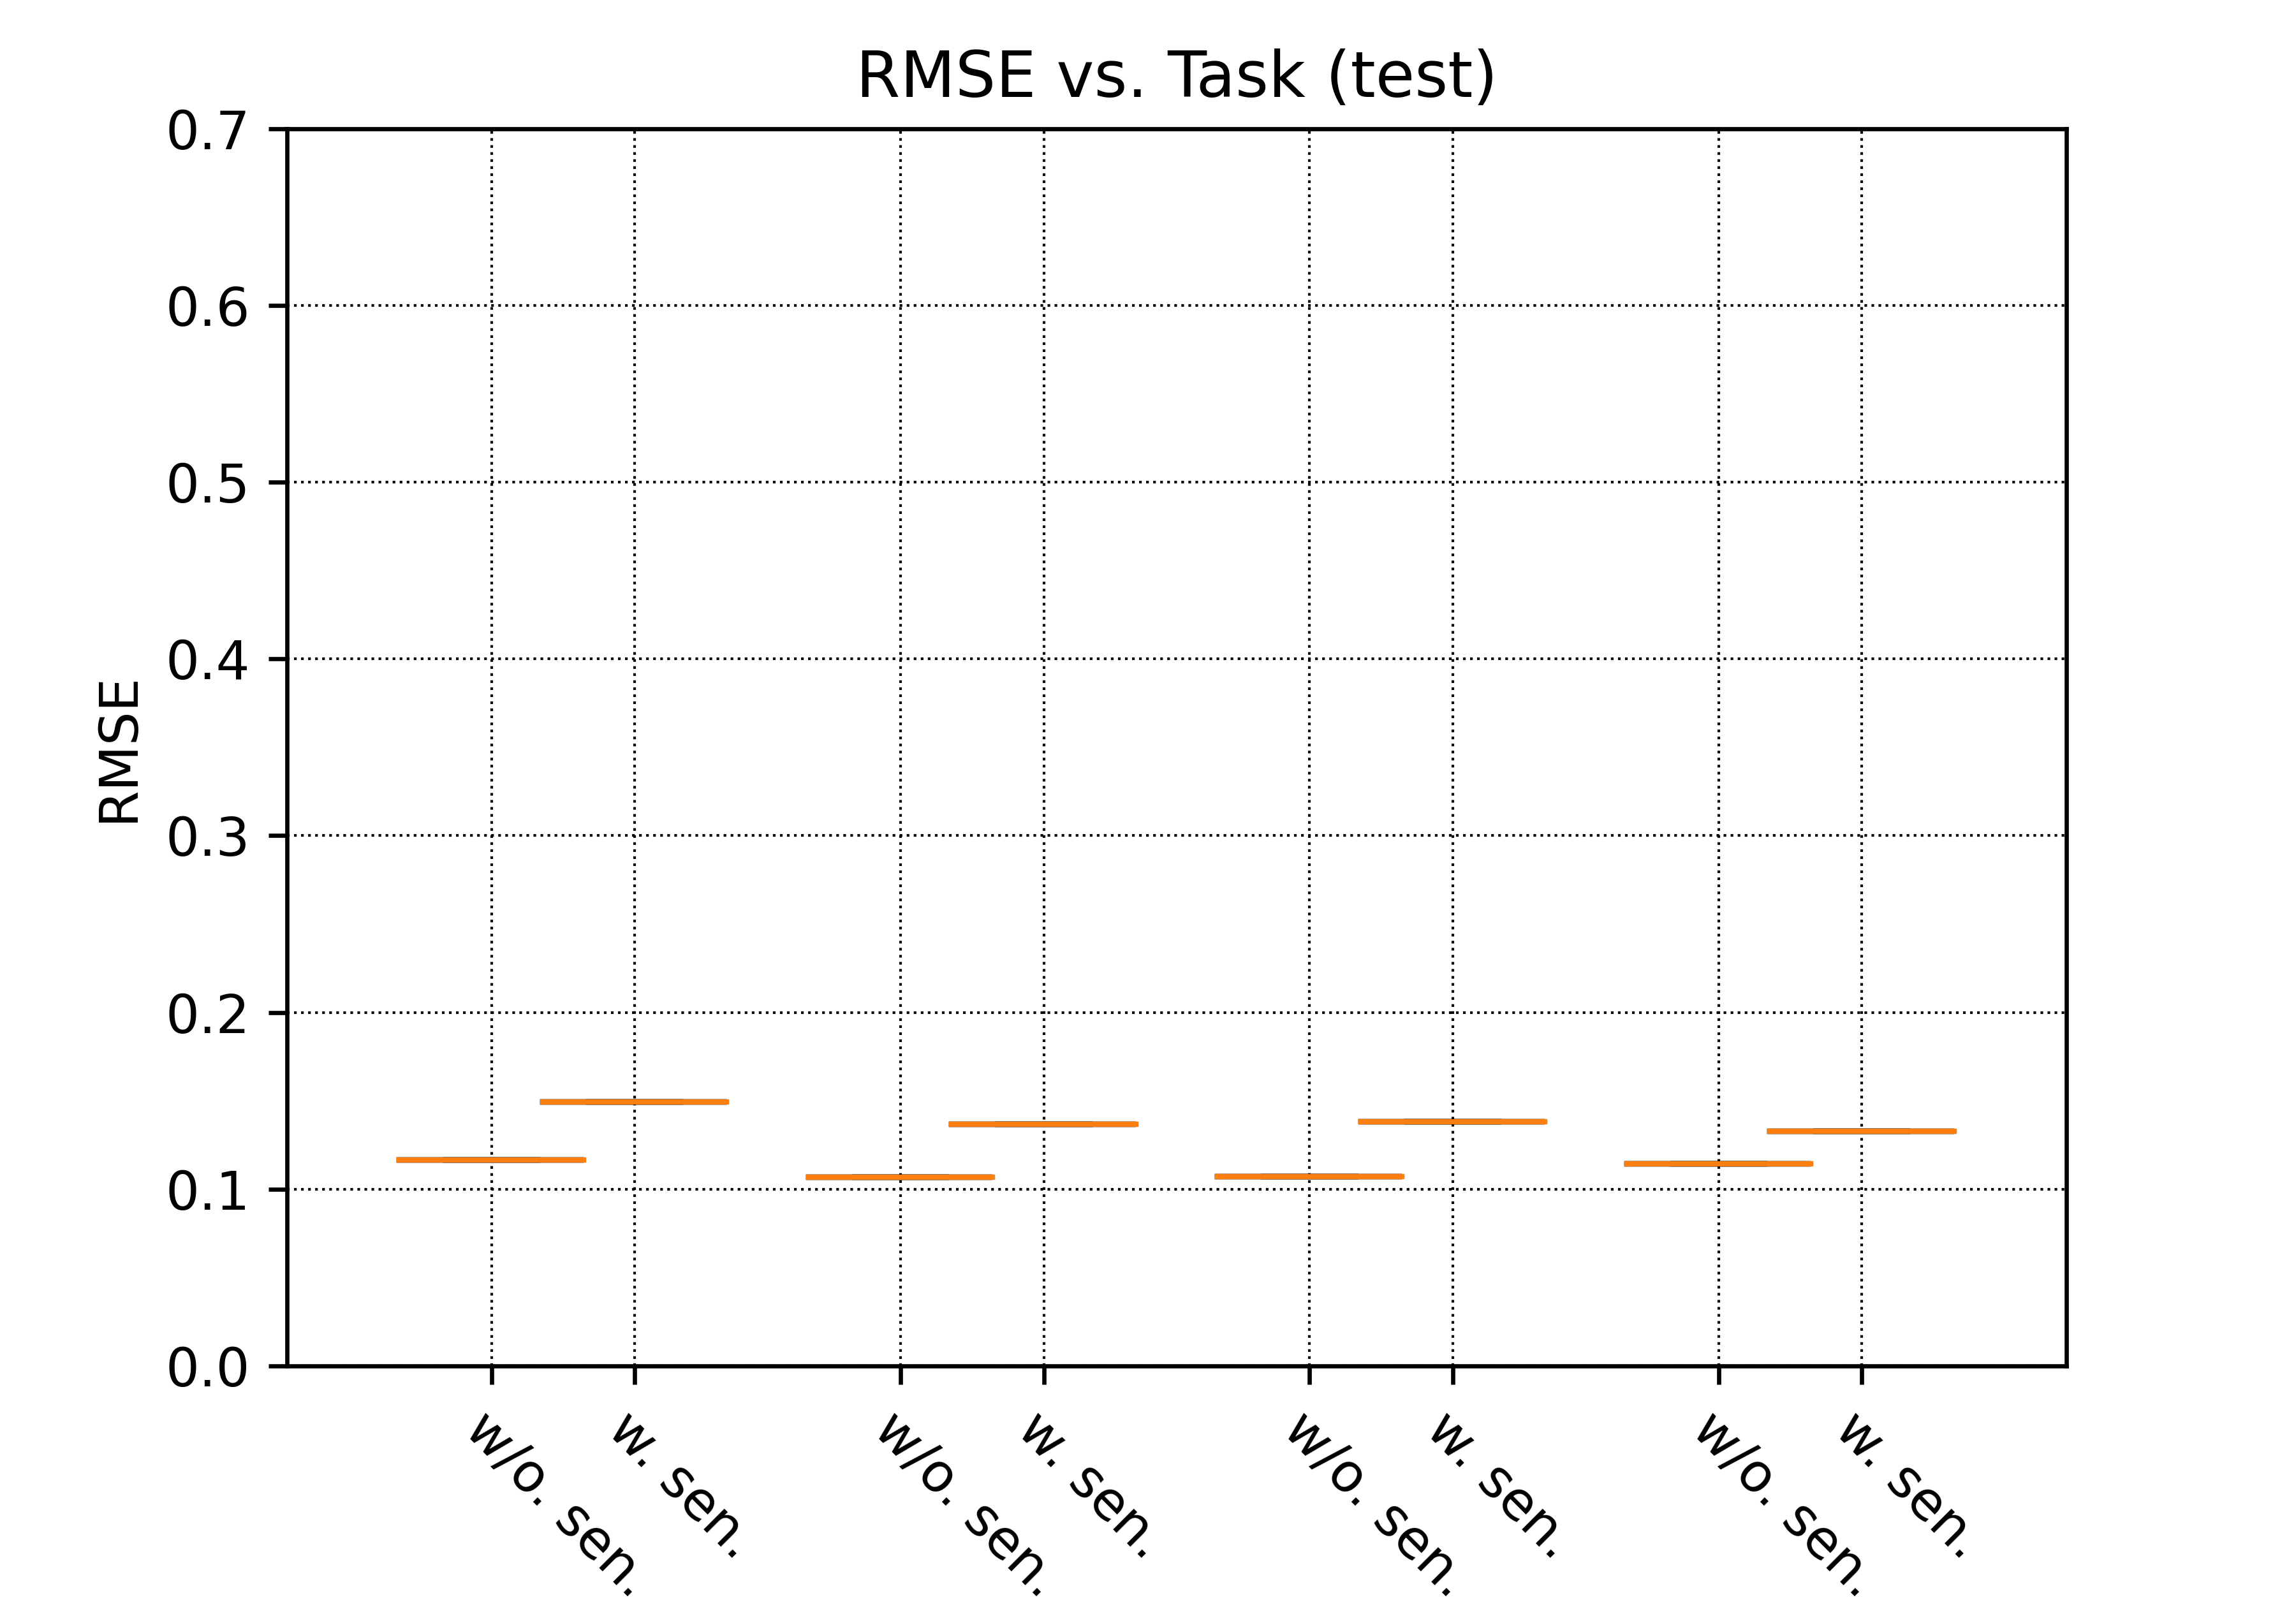 RMSE vs. Task (test)
0.7
0.6
0.5
0.4
0.3
0.2
0.1
0.0
RMSE
w/o. sen.
w. sen.
w/o. sen.
w. sen.
w/o. sen.
w. sen.
w/o. sen.
w. sen.